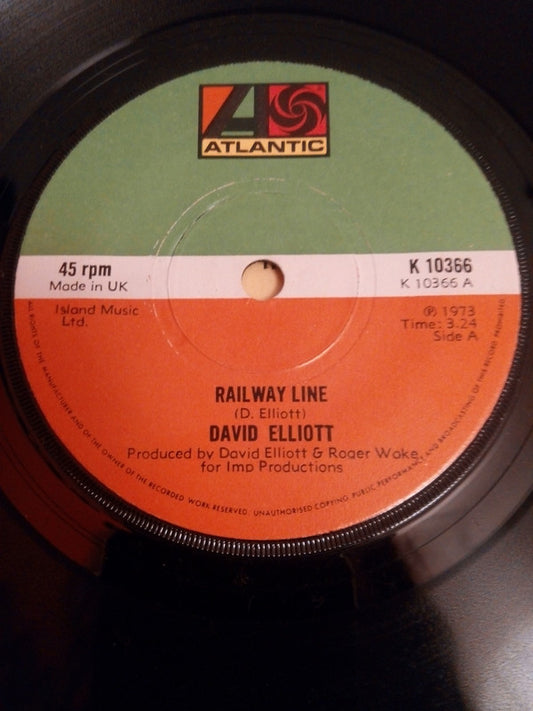 ATLANTIC
45 rpm
Made in UK
K 10366
K 10366 A
Island Music
Ltd.
℗ 1973
Time: 3.24
Side A
RAILWAY LINE
(D. Elliott)
DAVID ELLIOTT
Produced by David Elliott & Roger Wake
for Imp Productions
ALL RIGHTS OF THE MANUFACTURER AND OF THE OWNER OF THE RECORDED WORK RESERVED. UNAUTHORISED COPYING, PUBLIC PERFORMANCE AND BROADCASTING OF THIS RECORD PROHIBITED